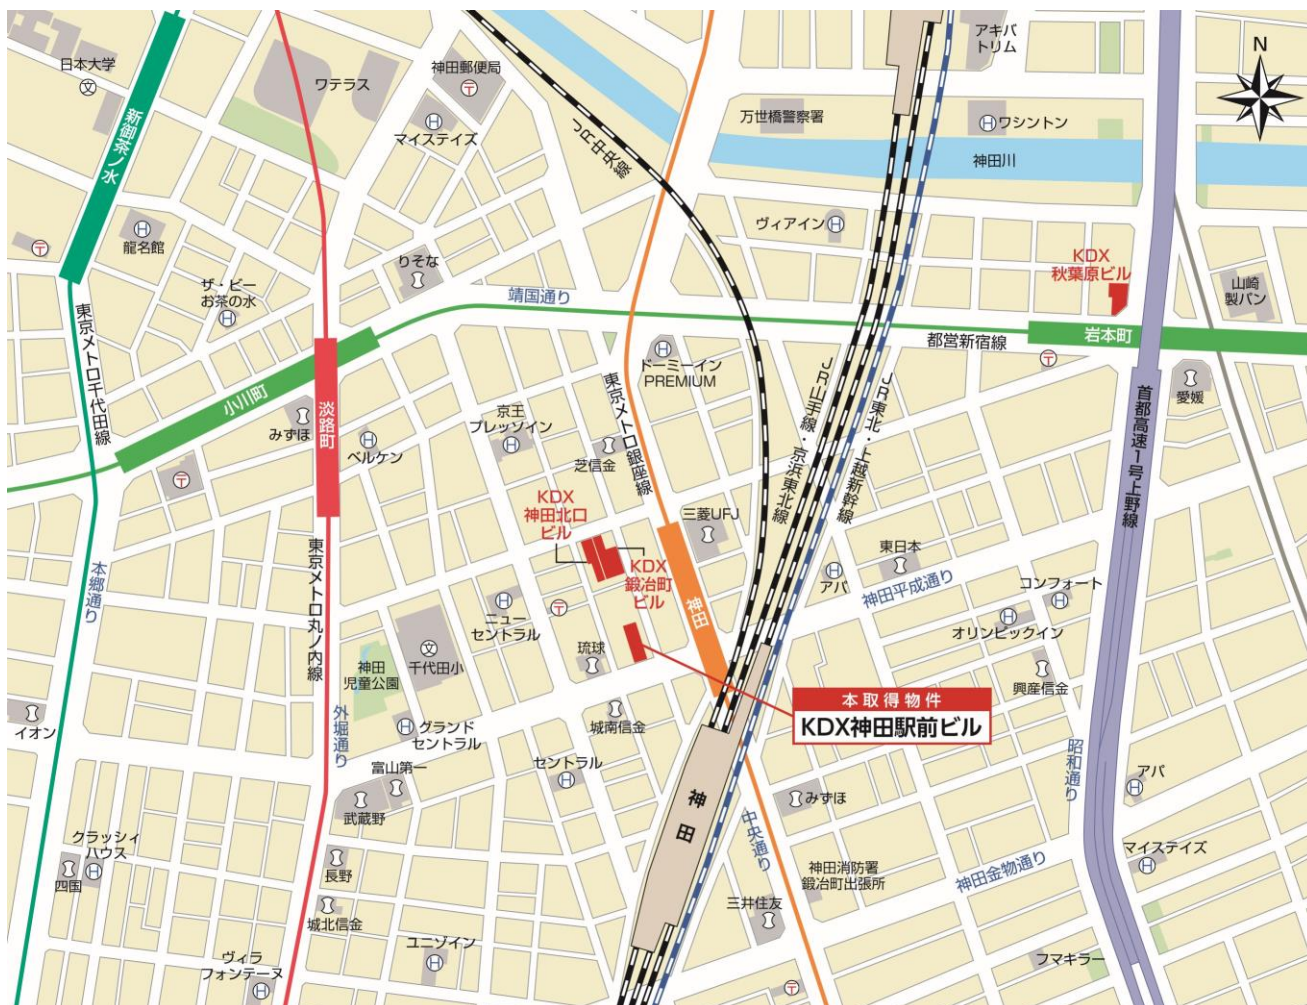 アキバ
トリム
日本大学
ワテラス
神田郵便局
N
新御茶ノ水
マイステイズ
JR中央線
万世橋警察署
ワシントン
神田川
龍名館
りそな
ヴィアイン
KDX
秋葉原ビル
ザ・ビー
お茶の水
靖国通り
山崎
製パン
東京メトロ千代田線
都営新宿線
岩本町
小川町
淡路町
みずほ
ベルケン
京王
プレッソイン
芝信金
東京メトロ銀座線
ドーミーイン
PREMIUM
JR山手線・京浜東北線
JR東北・上越新幹線
首都高速1号上野線
愛媛
KDX
神田北口
ビル
三菱UFJ
KDX
鍛冶町
ビル
神田
東日本
アパ
神田平成通り
コンフォート
オリンピックイン
興産信金
本郷通り
東京メトロ丸ノ内線
ニュー
セントラル
神田
児童公園
千代田小
琉球
本取得物件
KDX神田駅前ビル
イオン
外堀通り
グランド
セントラル
城南信金
セントラル
富山第一
武蔵野
神田
みずほ
中央通り
昭和通り
アパ
クラッシィ
ハウス
四国
長野
城北信金
神田消防署
鍛冶町出張所
神田金物通り
マイステイズ
三井住友
ヴィラ
フォンテーヌ
ユニゾイン
フマキラー